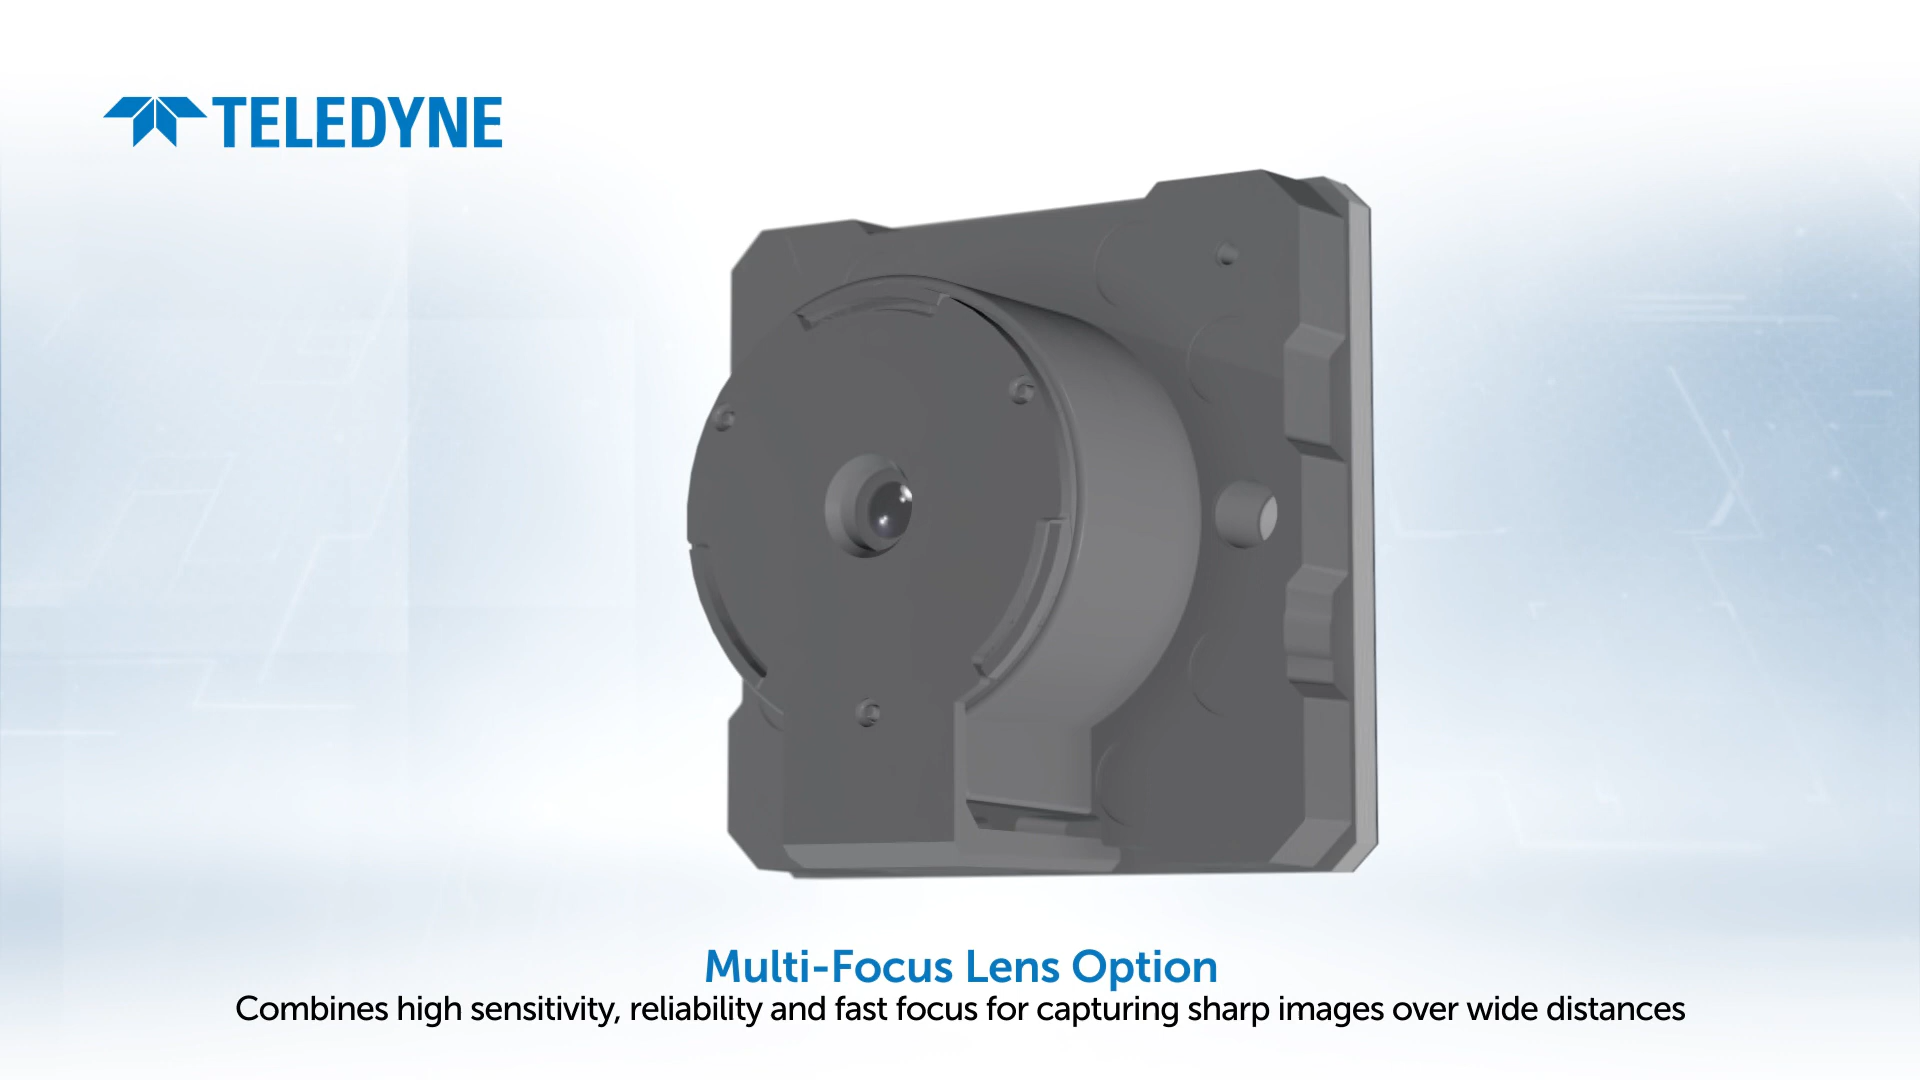 TELEDYNE
Multi-Focus Lens Option
Combines high sensitivity, reliability and fast focus for capturing sharp images over wide distances